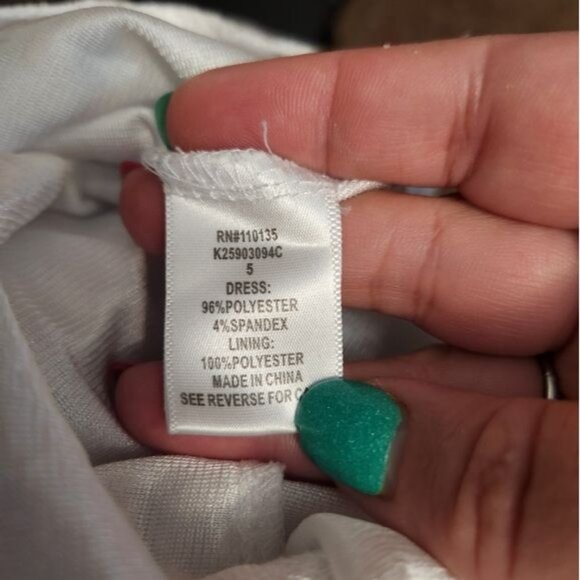 RN#110135
K25903094C
5
DRESS:
96%POLYESTER
4%SPANDEX
LINING:
100%POLYESTER
MADE IN CHINA
SEE REVERSE FOR